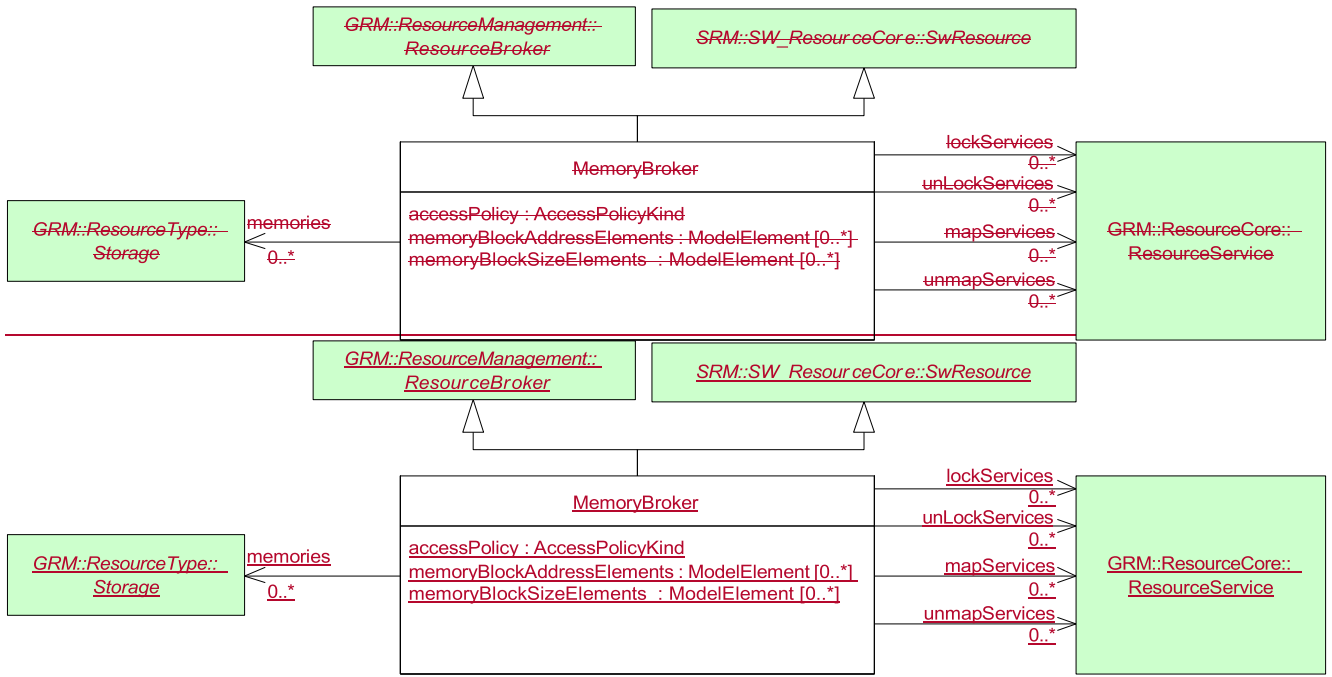 GRM::ResourceManagement::
ResourceBroker
SRM::SW_ResourceCore::SwResource
MemoryBroker
accessPolicy : AccessPolicyKind
memoryBlockAddressElements : ModelElement [0..*]
memoryBlockSizeElements : ModelElement [0..*]
GRM::ResourceType::
Storage
memories
0..*
lockServices
0..*
unLockServices
0..*
mapServices
0..*
unmapServices
0..*
GRM::ResourceCore::
ResourceService
GRM::ResourceManagement::
ResourceBroker
SRM::SW_ResourceCore::SwResource
MemoryBroker
accessPolicy : AccessPolicyKind
memoryBlockAddressElements : ModelElement [0..*]
memoryBlockSizeElements : ModelElement [0..*]
GRM::ResourceType::
Storage
memories
0..*
lockServices
0..*
unLockServices
0..*
mapServices
0..*
unmapServices
0..*
GRM::ResourceCore::
ResourceService